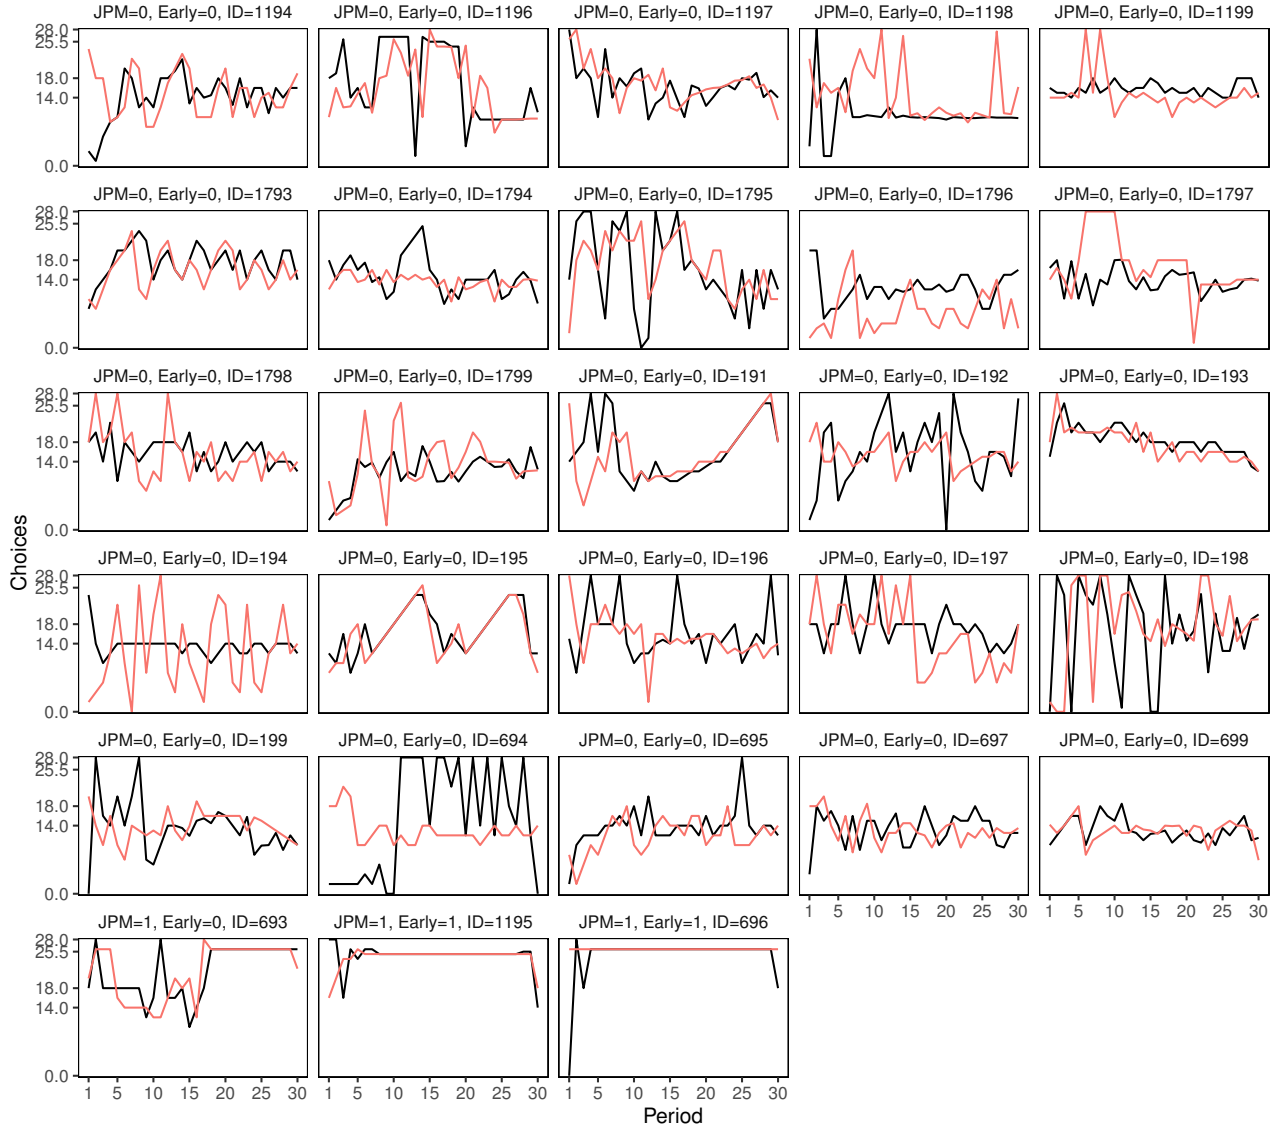 JPM=0, Early=0, ID=1194
JPM=0, Early=0, ID=1196
JPM=0, Early=0, ID=1197
JPM=0, Early=0, ID=1198
JPM=0, Early=0, ID=1199
28.0
25.5
18.0
14.0
0.0
JPM=0, Early=0, ID=1793
JPM=0, Early=0, ID=1794
JPM=0, Early=0, ID=1795
JPM=0, Early=0, ID=1796
JPM=0, Early=0, ID=1797
28.0
25.5
18.0
14.0
0.0
JPM=0, Early=0, ID=1798
JPM=0, Early=0, ID=1799
JPM=0, Early=0, ID=191
JPM=0, Early=0, ID=192
JPM=0, Early=0, ID=193
28.0
25.5
18.0
14.0
0.0
Choices
JPM=0, Early=0, ID=194
JPM=0, Early=0, ID=195
JPM=0, Early=0, ID=196
JPM=0, Early=0, ID=197
JPM=0, Early=0, ID=198
28.0
25.5
18.0
14.0
0.0
JPM=0, Early=0, ID=199
JPM=0, Early=0, ID=694
JPM=0, Early=0, ID=695
JPM=0, Early=0, ID=697
JPM=0, Early=0, ID=699
28.0
25.5
18.0
14.0
0.0
1 5 10 15 20 25 30
1 5 10 15 20 25 30
JPM=1, Early=0, ID=693
JPM=1, Early=1, ID=1195
JPM=1, Early=1, ID=696
28.0
25.5
18.0
14.0
0.0
1 5 10 15 20 25 30
1 5 10 15 20 25 30
1 5 10 15 20 25 30
Period